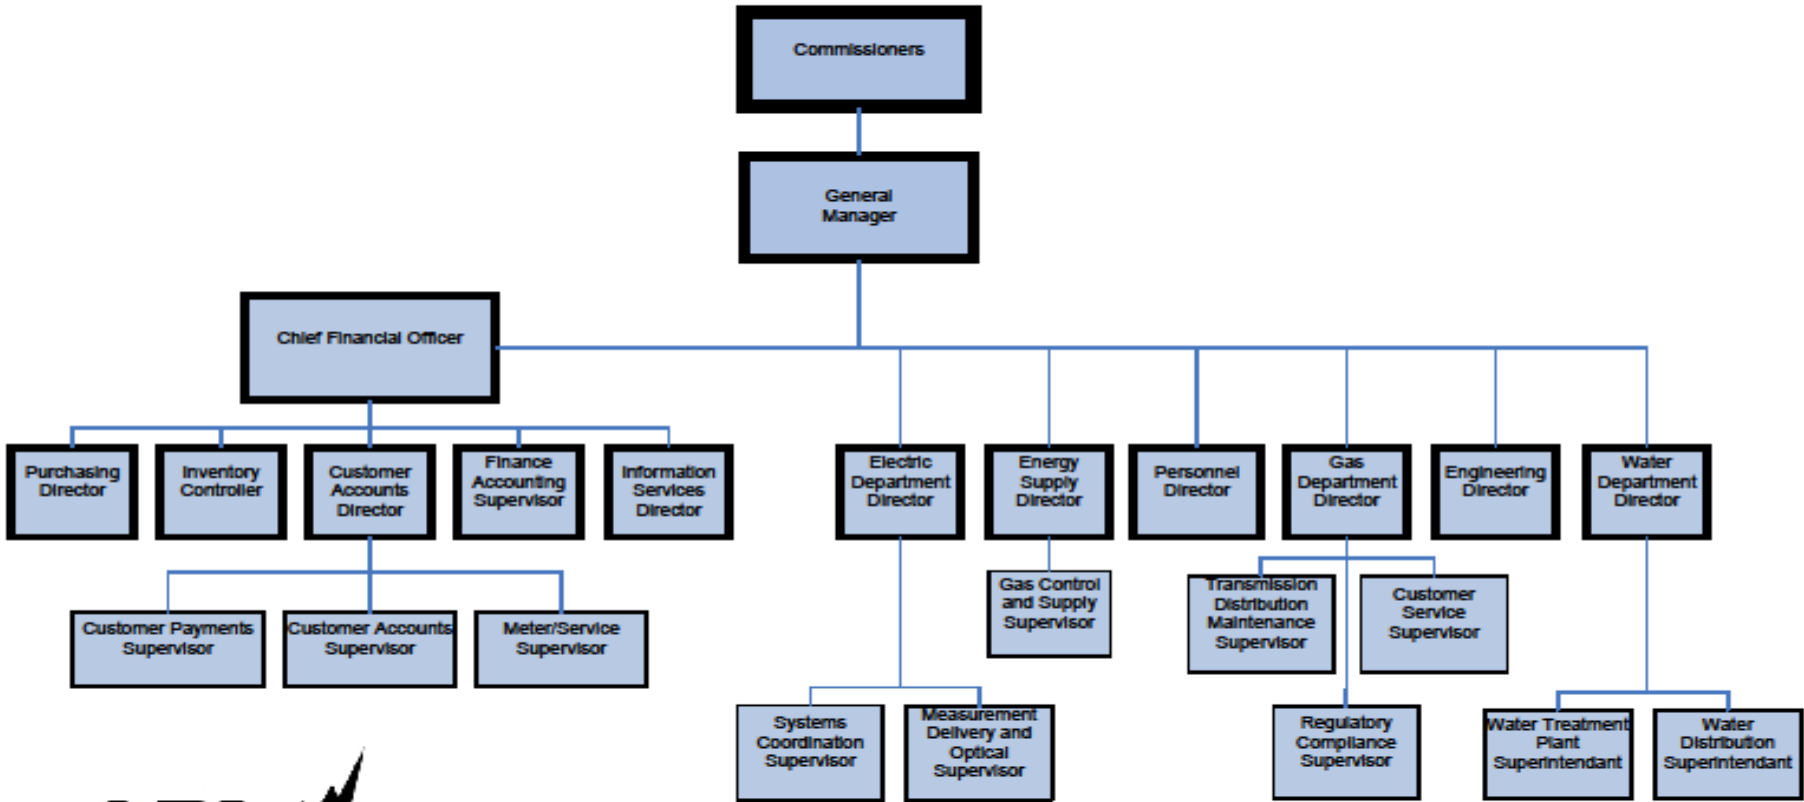 Commissioners
General
Manager
Chief Financial Officer
Purchasing
Director
Inventory
Controller
Customer
Accounts
Director
Finance
Accounting
Supervisor
Information
Services
Director
Electric
Department
Director
Energy
Supply
Director
Personnel
Director
Gas
Department
Director
Engineering
Director
Water
Department
Director
Customer Payments
Supervisor
Customer Accounts
Supervisor
Meter/Service
Supervisor
Gas Control
and Supply
Supervisor
Transmission
Distribution
Maintenance
Supervisor
Customer
Service
Supervisor
Systems
Coordination
Supervisor
Measurement
Delivery and
Optical
Supervisor
Regulatory
Compliance
Supervisor
Water Treatment
Plant
Superintendant
Water
Distribution
Superintendant